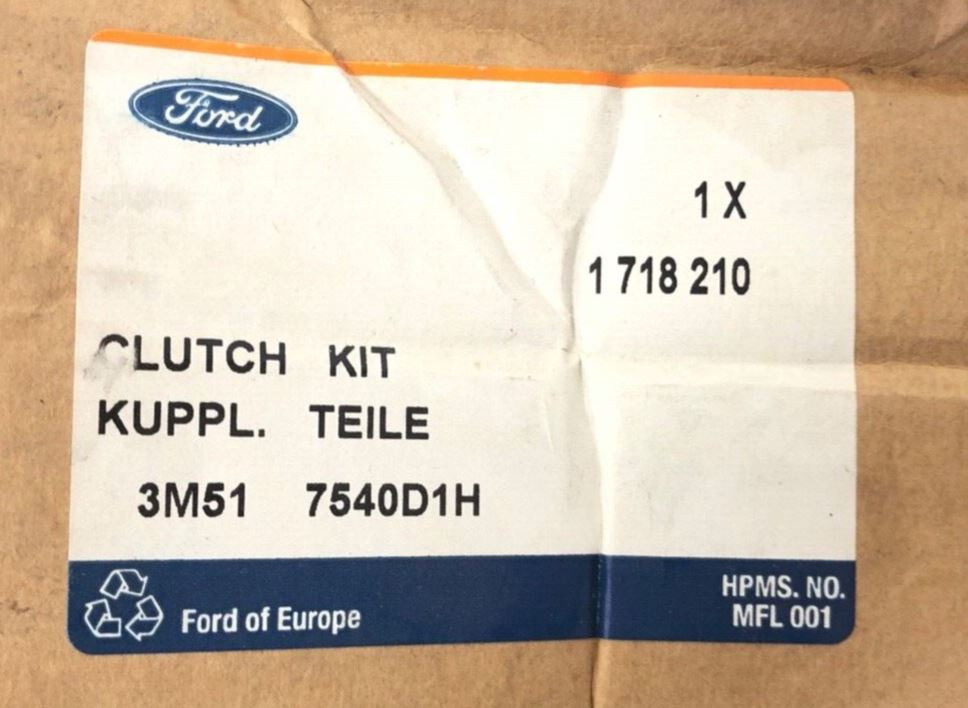 Ford
1 X
1 718 210
CLUTCH KIT
KUPPL. TEILE
3M51 7540D1H
Ford of Europe
HPMS. NO.
MFL 001